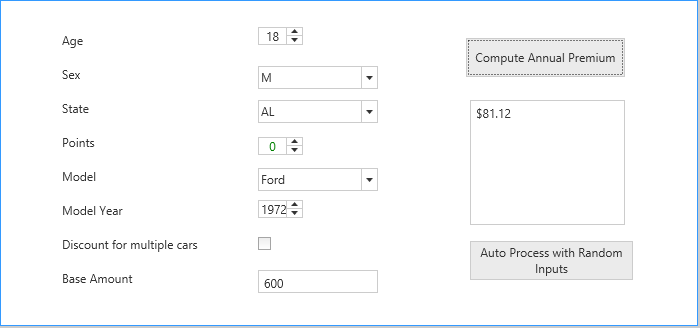 Age 18
Sex M
State AL
Points 0
Model Ford
Model Year 1972
Discount for multiple cars
Base Amount 600
Compute Annual Premium
$81.12
Auto Process with Random
Inputs